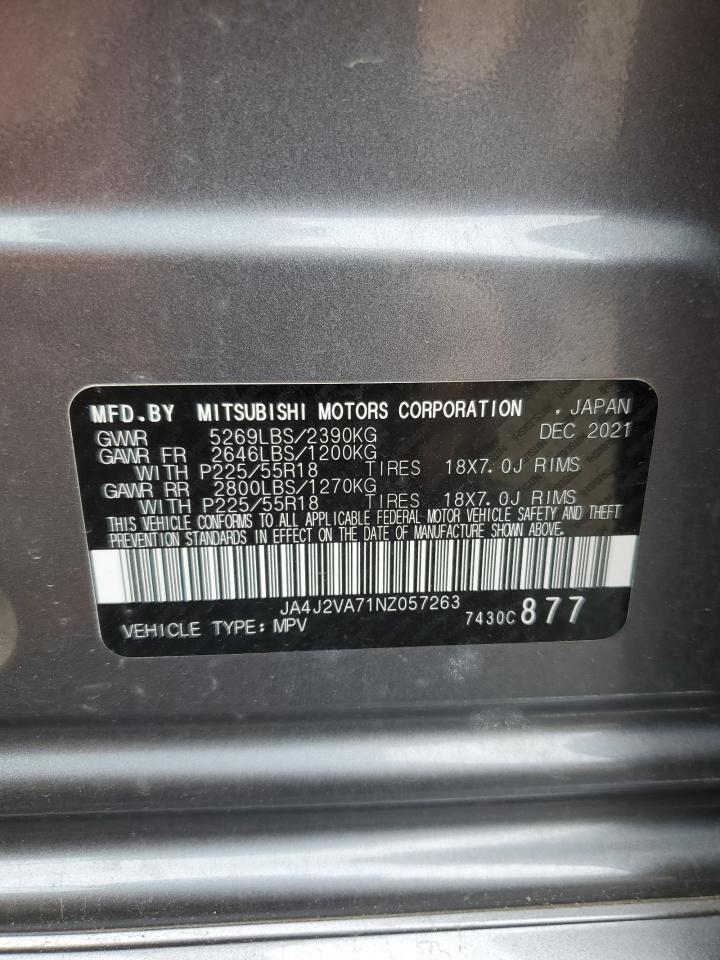 MFD.BY MITSUBISHI MOTORS CORPORATION , JAPAN
GVWR 5269LBS/2390KG DEC 2021
GAWR FR 2646LBS/1200KG
WITH P225/55R18 TIRES 18X7.0J RIMS
GAWR RR 2800LBS/1270KG
WITH P225/55R18 TIRES 18X7.0J RIMS
THIS VEHICLE CONFORMS TO ALL APPLICABLE FEDERAL MOTOR VEHICLE SAFETY AND THEFT
PREVENTION STANDARDS IN EFFECT ON THE DATE OF MANUFACTURE SHOWN ABOVE.
JA4J2VA71NZ057263
VEHICLE TYPE: MPV 7430C 877